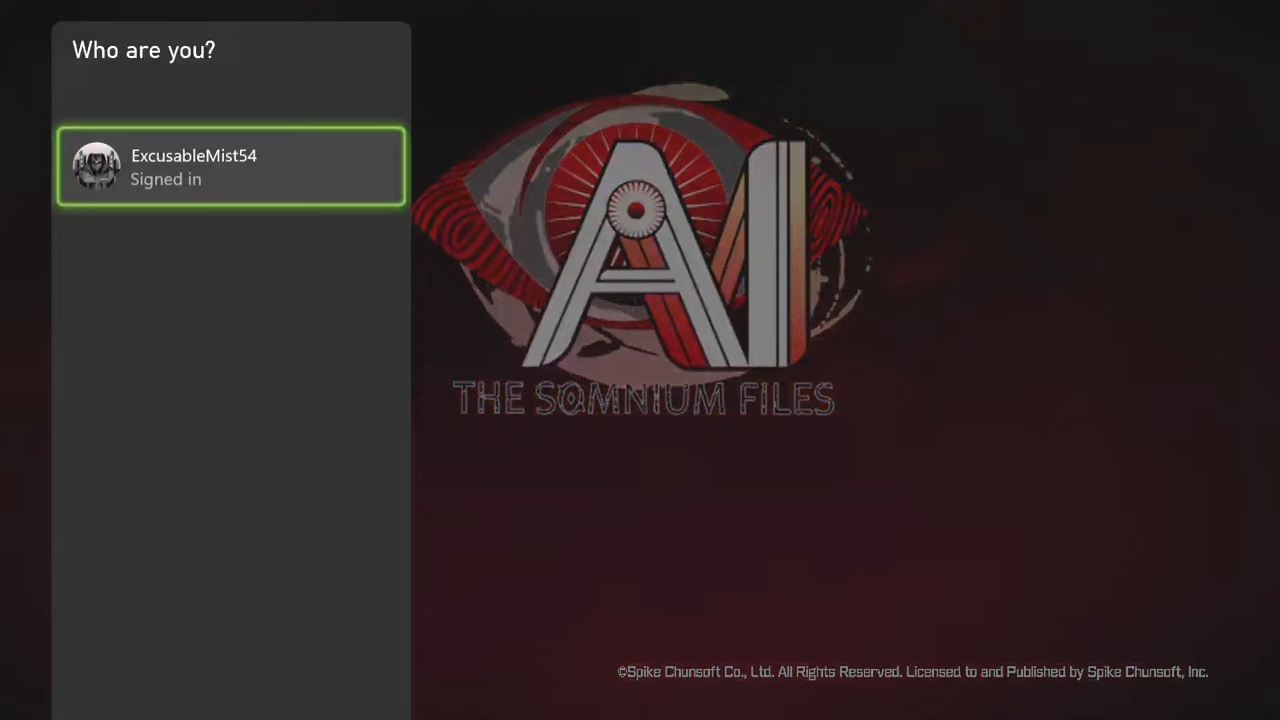 Who are you?
ExcusableMist54
Signed in
AI
THE SOMNIUM FILES
©Spike Chunsoft Co., Ltd. All Rights Reserved. Licensed to and Published by Spike Chunsoft, Inc.